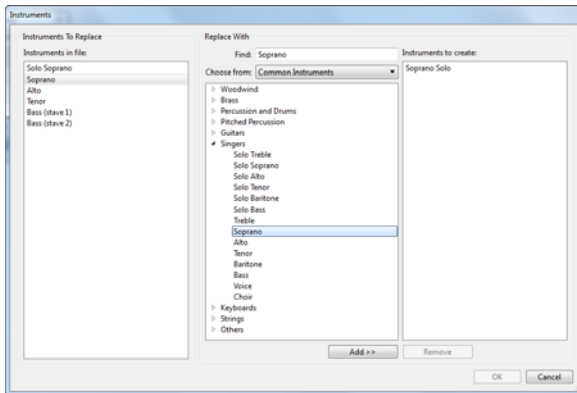 Instruments
Instruments To Replace
Instruments in file:
Solo Soprano
Soprano
Alto
Tenor
Bass (stave 1)
Bass (stave 2)
Replace With
Find: Soprano
Choose from: Common Instruments
Woodwind
Brass
Percussion and Drums
Pitched Percussion
Guitars
Singers
Solo Treble
Solo Soprano
Solo Alto
Solo Tenor
Solo Baritone
Solo Bass
Treble
Soprano
Alto
Tenor
Baritone
Bass
Voice
Choir
Keyboards
Strings
Others
Add >>
Instruments to create:
Soprano Solo
Remove
OK
Cancel